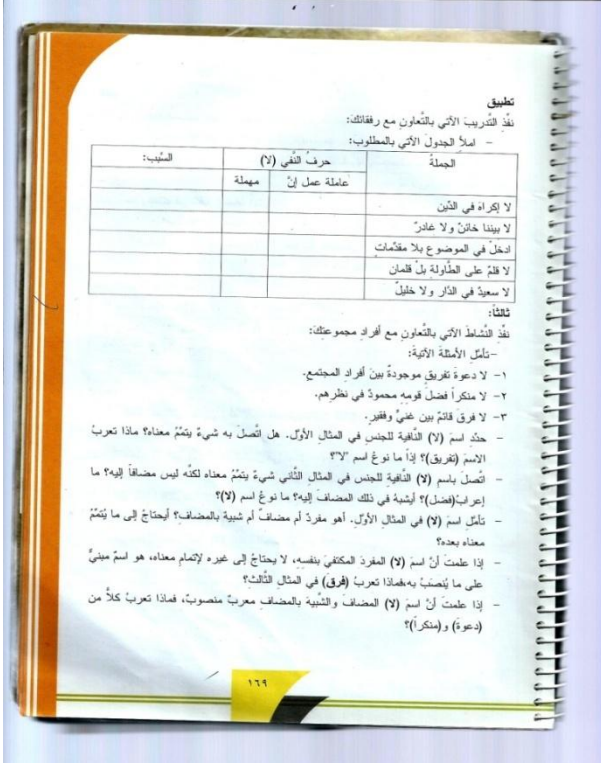 تطبيق
نفّذِ التَّدريبَ الآتي بالتَّعاونِ مع رفقائك:
- املأ الجدولَ الآتي بالمطلوب:
الجملةُ | حرفُ النَّفي (لا) | السَّبب:
عاملة عمل إنَّ | مهملة
لا إكراهَ في الدّين
لا بيننا خائنٌ ولا غادرٌ
ادخلْ في الموضوع بلا مقدّماتٍ
لا قلمٌ على الطَّاولةِ بلْ قلمان
لا سعيدٌ في الدّار ولا خليلٌ
ثالثاً:
نفّذِ النَّشاطَ الآتي بالتَّعاونِ مع أفرادِ مجموعتك:
-تأمّلِ الأمثلةَ الآتية:
١- لا دعوةَ تفريقٍ موجودةٌ بينَ أفرادِ المجتمعِ.
٢- لا منكراً فضلَ قومِهِ محمودٌ في نظرِهم.
٣- لا فرقَ قائمٌ بين غنيٍّ وفقيرٍ.
- حدّدِ اسمَ (لا) النَّافية للجنسِ في المثالِ الأوّل. هل اتَّصلَ به شيءٌ يتمّمُ معناه؟ ماذا تعربُ
الاسمَ (تفريق)؟ إذاً ما نوعُ اسم "لا"؟
- اتَّصلَ باسمِ (لا) النَّافيةِ للجنسِ في المثالِ الثَّاني شيءٌ يتمّمُ معناه لكنَّه ليس مضافاً إليه؟ ما
إعرابُ(فضل)؟ أيشبهُ في ذلك المضافَ إليه؟ ما نوعُ اسم (لا)؟
- تأمّلِ اسمَ (لا) في المثالِ الأوّلِ. أهو مفردٌ أم مضافٌ أم شبيهٌ بالمضاف؟ أيحتاجُ إلى ما يُتمّمُ
معناه بعده؟
- إذا علمتَ أنَّ اسمَ (لا) المفردَ المكتفيَ بنفسِهِ، لا يحتاجُ إلى غيره لإتمامِ معناه، هو اسمٌ مبنيٌّ
على ما يُنصَبُ به،فماذا تعربُ (فرق) في المثالِ الثَّالث؟
- إذا علمتَ أنَّ اسمَ (لا) المضافَ والشَّبيهَ بالمضافِ معربٌ منصوبٌ، فماذا تعربُ كلاًّ من
(دعوةَ) و(منكراً)؟
١٦٩